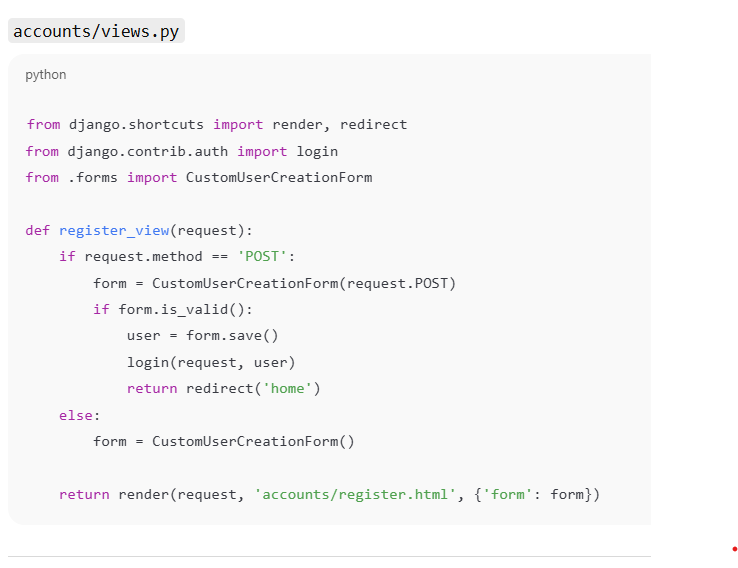 accounts/views.py
python
from django.shortcuts import render, redirect
from django.contrib.auth import login
from .forms import CustomUserCreationForm
def register_view(request):
    if request.method == 'POST':
        form = CustomUserCreationForm(request.POST)
        if form.is_valid():
            user = form.save()
            login(request, user)
            return redirect('home')
    else:
        form = CustomUserCreationForm()
    return render(request, 'accounts/register.html', {'form': form})